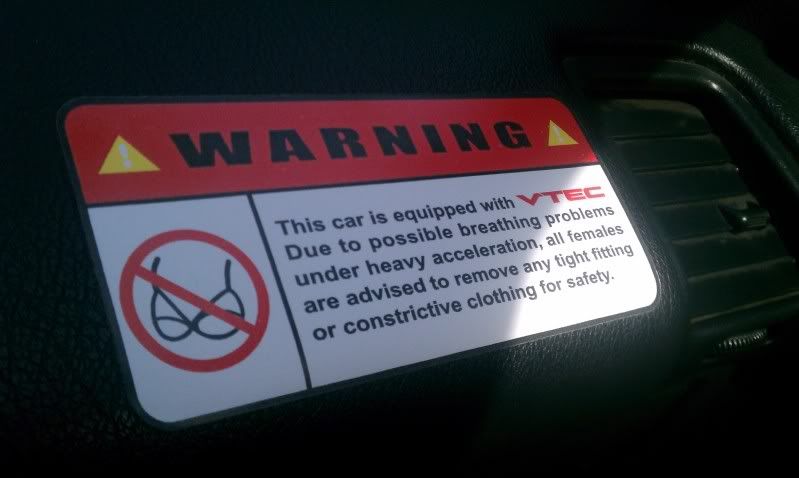 WARNING
This car is equipped with VTEC
Due to possible breathing problems
under heavy acceleration, all females
are advised to remove any tight fitting
or constrictive clothing for safety.